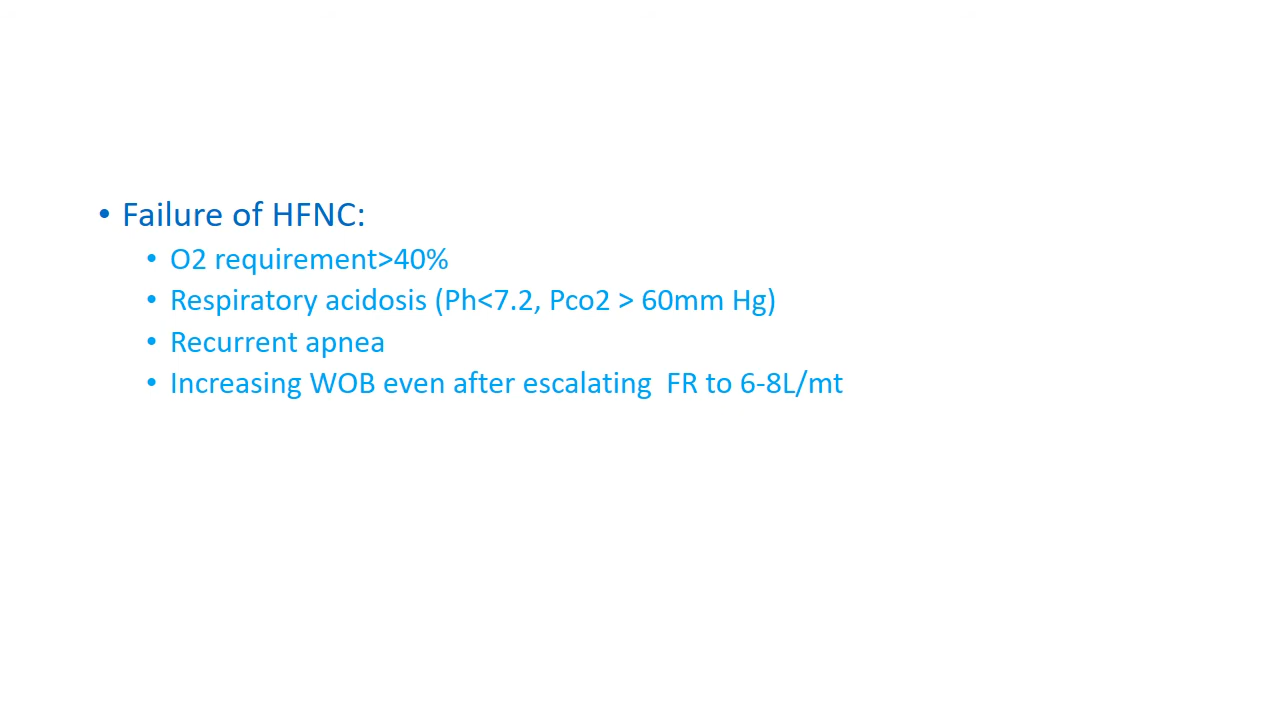 • Failure of HFNC:
• O2 requirement>40%
• Respiratory acidosis (Ph<7.2, Pco2 > 60mm Hg)
• Recurrent apnea
• Increasing WOB even after escalating  FR to 6-8L/mt